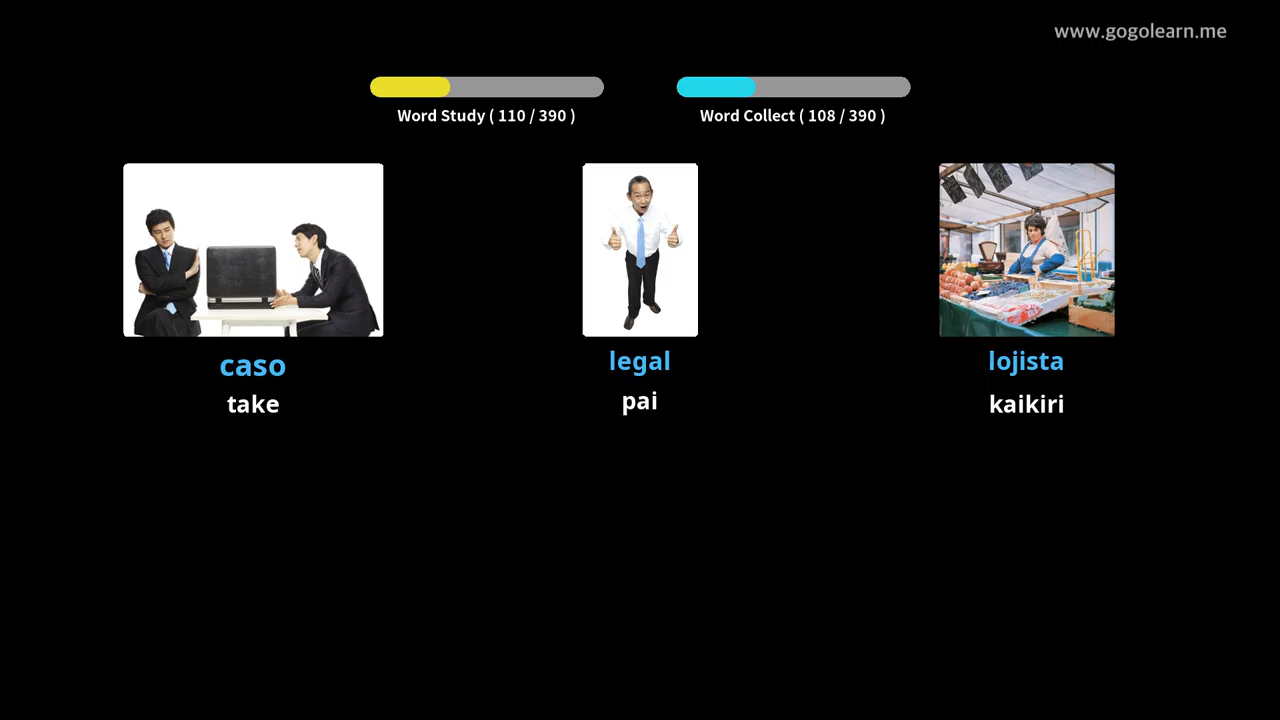 www.gogolearn.me
Word Study ( 110 / 390 )
Word Collect ( 108 / 390 )
caso
take
legal
pai
lojista
kaikiri